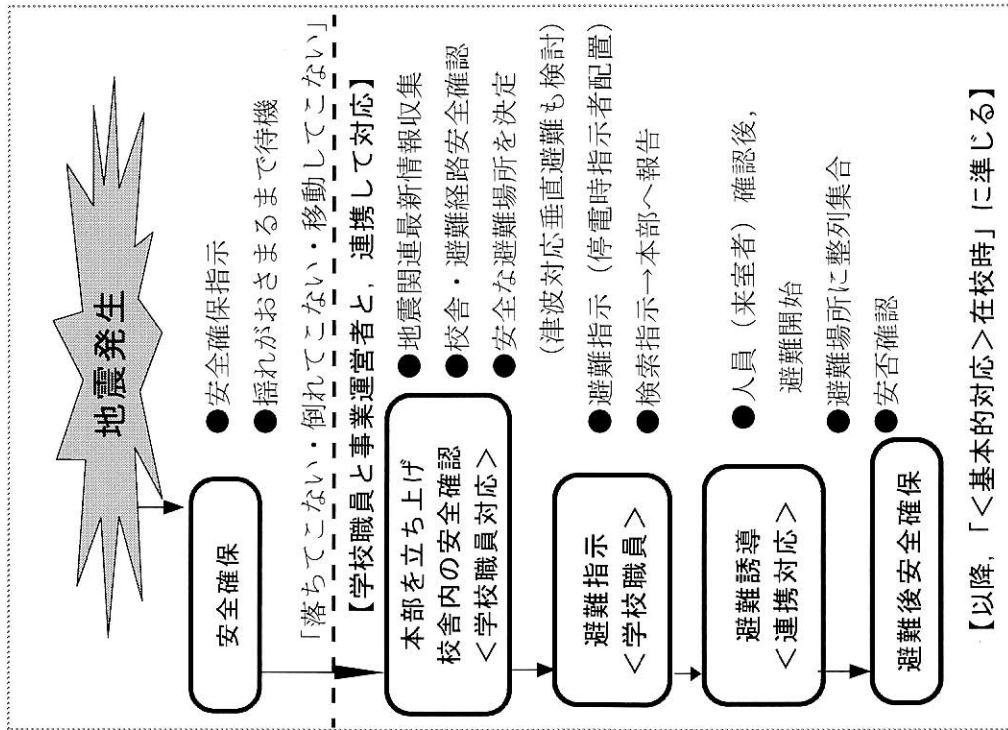 地震発生
安全確保
●安全確保指示
●揺れがおさまるまで待機
「落ちてこない・倒れてこない・移動してこない」
【学校職員と事業運営者と，連携して対応】
本部を立ち上げ
校舎内の安全確認
＜学校職員対応＞
●地震関連最新情報収集
●校舎・避難経路安全確認
●安全な避難場所を決定
（津波対応垂直避難も検討）
避難指示
＜学校職員＞
●避難指示（停電時指示者配置）
●検索指示→本部へ報告
避難誘導
＜連携対応＞
●人員（来室者）確認後，
避難開始
●避難場所に整列集合
避難後安全確保
●安否確認
【以降，「＜基本的対応＞在校時」に準じる】